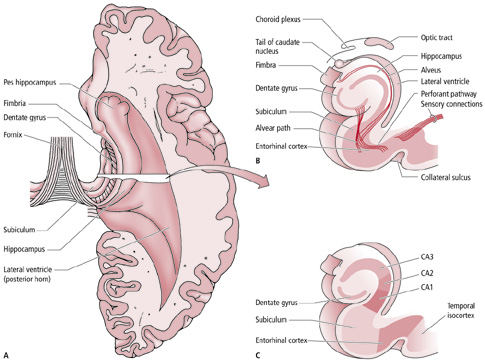 Pes hippocampus
Fimbria
Dentate gyrus
Fornix
Subiculum
Hippocampus
Lateral ventricle
(posterior horn)
A
Choroid plexus
Tail of caudate
nucleus
Fimbra
Dentate gyrus
Subiculum
Alvear path
Entorhinal cortex
B
Optic tract
Hippocampus
Alveus
Lateral ventricle
Perforant pathway
Sensory connections
Collateral sulcus
CA3
CA2
CA1
Dentate gyrus
Subiculum
Entorhinal cortex
Temporal
isocortex
C